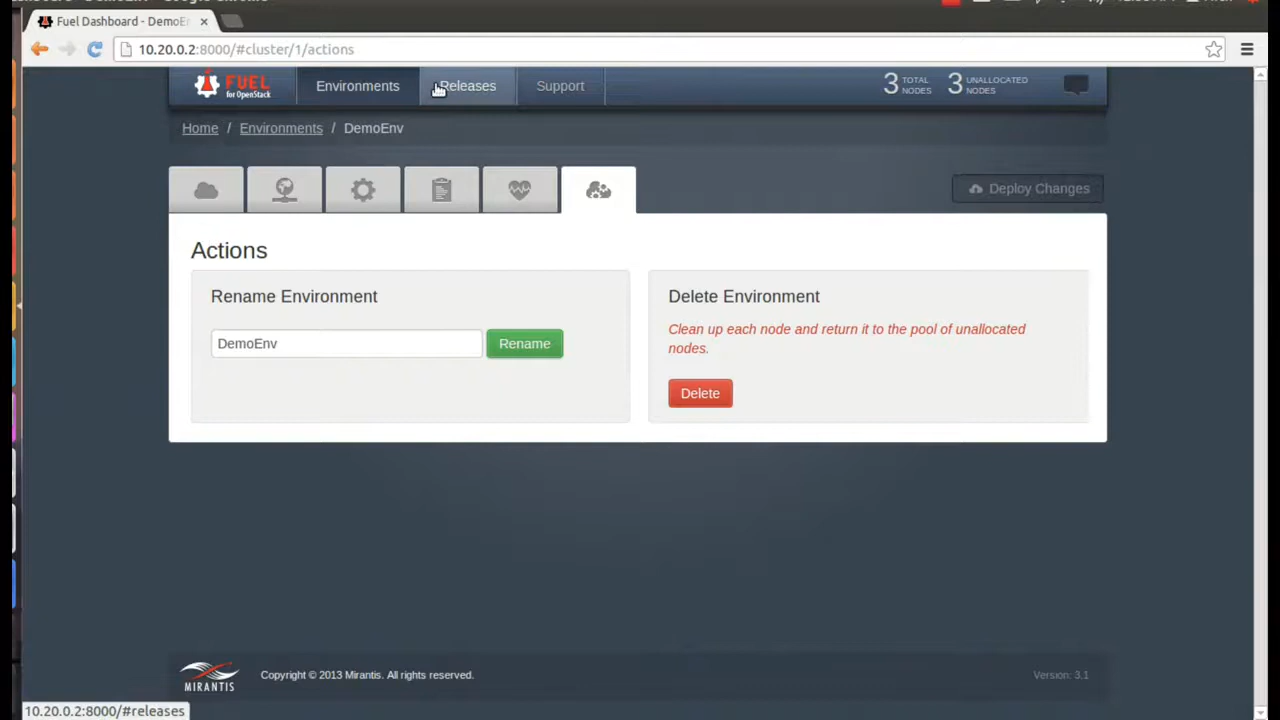 Fuel Dashboard - DemoEn
10.20.0.2:8000/#cluster/1/actions
FUEL
for OpenStack
Environments
Releases
Support
3 TOTAL NODES
3 UNALLOCATED NODES
Home / Environments / DemoEnv
Deploy Changes
Actions
Rename Environment
DemoEnv
Rename
Delete Environment
Clean up each node and return it to the pool of unallocated
nodes.
Delete
MIRANTIS
Copyright © 2013 Mirantis. All rights reserved.
Version: 3.1
10.20.0.2:8000/#releases